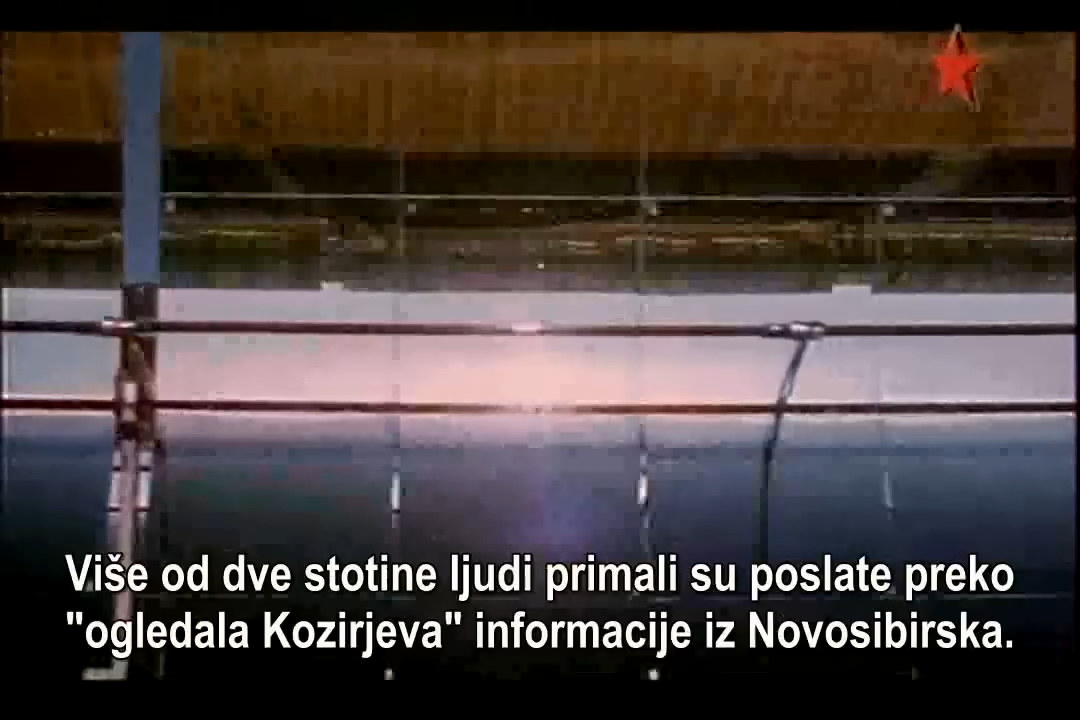 Više od dve stotine ljudi primali su poslate preko
"ogledala Kozirjeva" informacije iz Novosibirska.